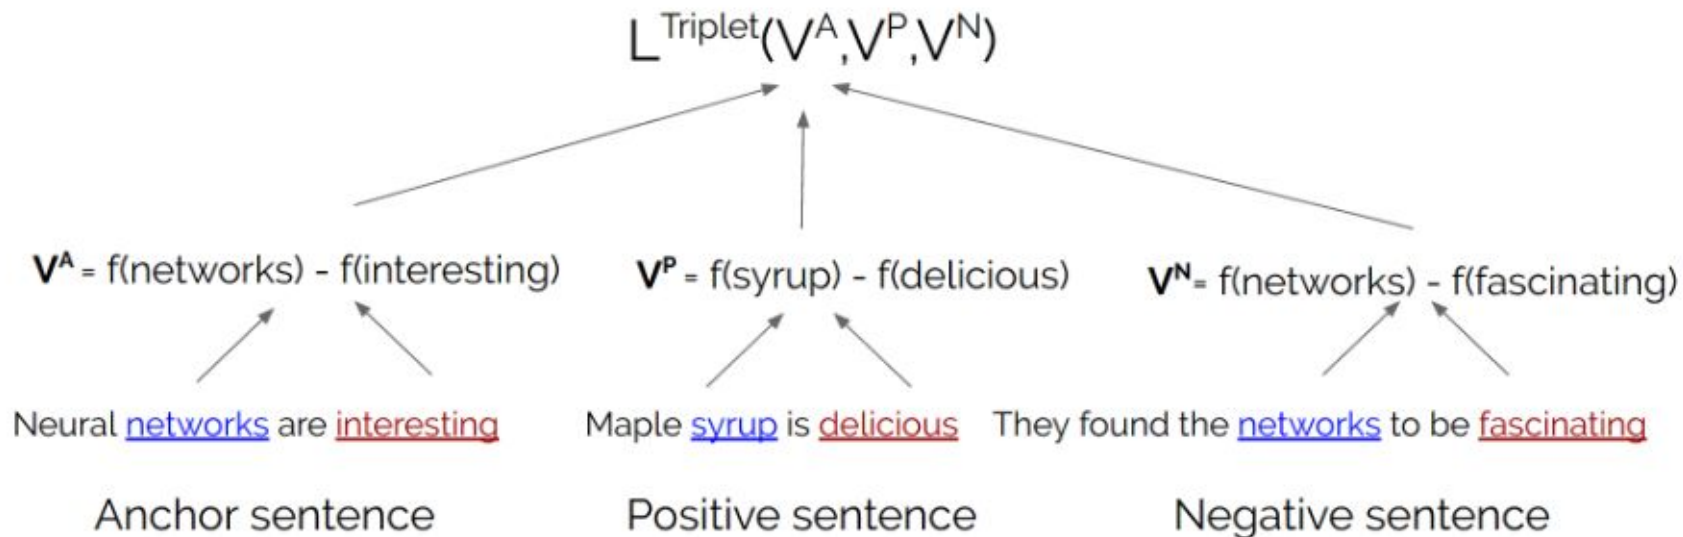 L^Triplet(V^A,V^P,V^N)
V^A = f(networks) - f(interesting)
V^P = f(syrup) - f(delicious)
V^N= f(networks) - f(fascinating)
Neural networks are interesting
Maple syrup is delicious
They found the networks to be fascinating
Anchor sentence
Positive sentence
Negative sentence